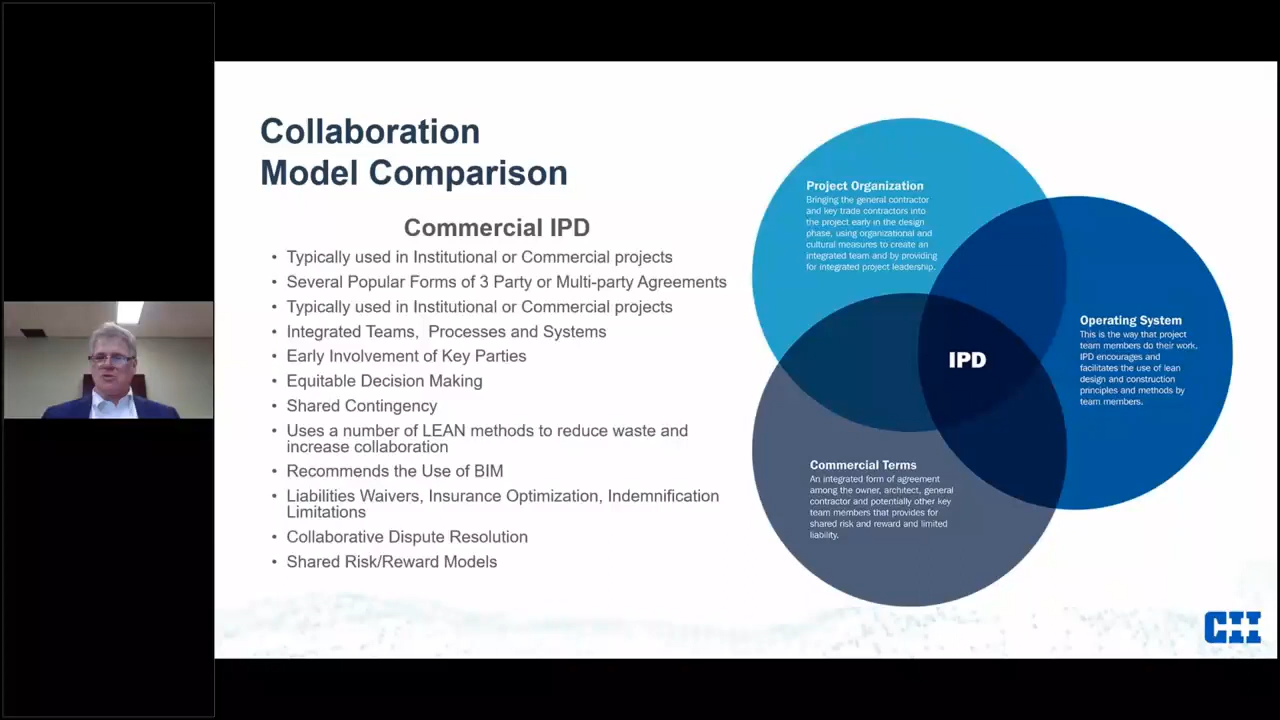 Collaboration
Model Comparison
Commercial IPD
• Typically used in Institutional or Commercial projects
• Several Popular Forms of 3 Party or Multi-party Agreements
• Typically used in Institutional or Commercial projects
• Integrated Teams, Processes and Systems
• Early Involvement of Key Parties
• Equitable Decision Making
• Shared Contingency
• Uses a number of LEAN methods to reduce waste and
increase collaboration
• Recommends the Use of BIM
• Liabilities Waivers, Insurance Optimization, Indemnification
Limitations
• Collaborative Dispute Resolution
• Shared Risk/Reward Models
Project Organization
Bringing the general contractor
and key trade contractors into
the project early in the design
phase, using organizational and
cultural measures to create an
integrated team and by providing
for integrated project leadership.
Operating System
This is the way that project
team members do their work.
IPD encourages and
facilitates the use of lean
design and construction
principles and methods by
team members.
IPD
Commercial Terms
An integrated form of agreement
among the owner, architect, general
contractor and potentially other key
team members that provides for
shared risk and reward and limited
liability.
CII